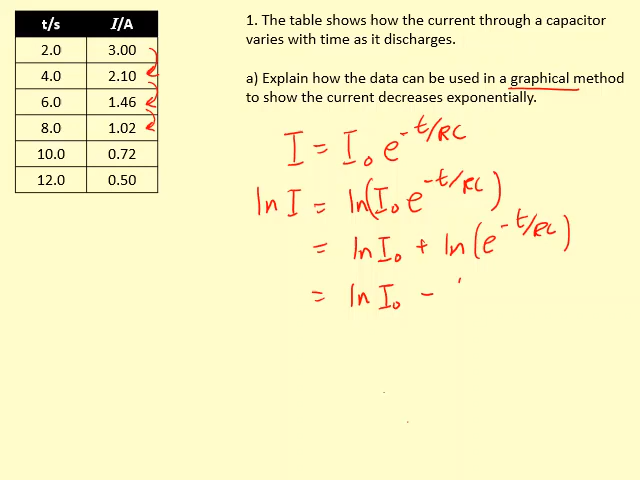 t/s I/A
2.0 3.00
4.0 2.10
6.0 1.46
8.0 1.02
10.0 0.72
12.0 0.50
1. The table shows how the current through a capacitor
varies with time as it discharges.
a) Explain how the data can be used in a graphical method
to show the current decreases exponentially.
I = I₀ e^(-t/RC)
ln I = ln(I₀ e^(-t/RC))
= ln I₀ + ln(e^(-t/RC))
= ln I₀ -